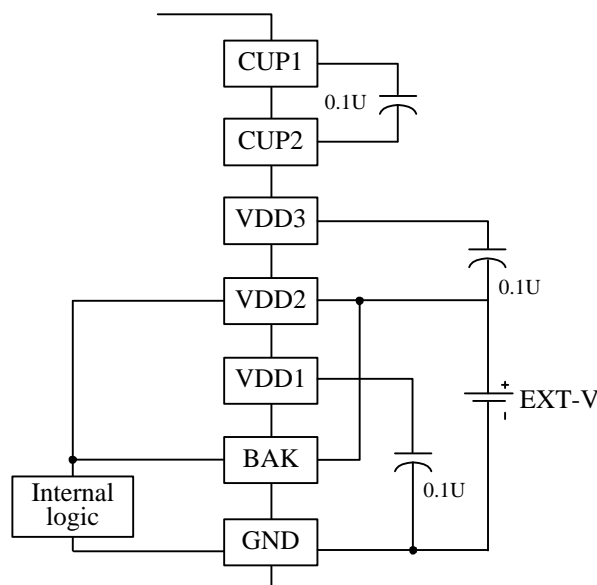 CUP1
0.1U
CUP2
VDD3
0.1U
VDD2
VDD1
+
EXT-V
-
BAK
0.1U
Internal
logic
GND